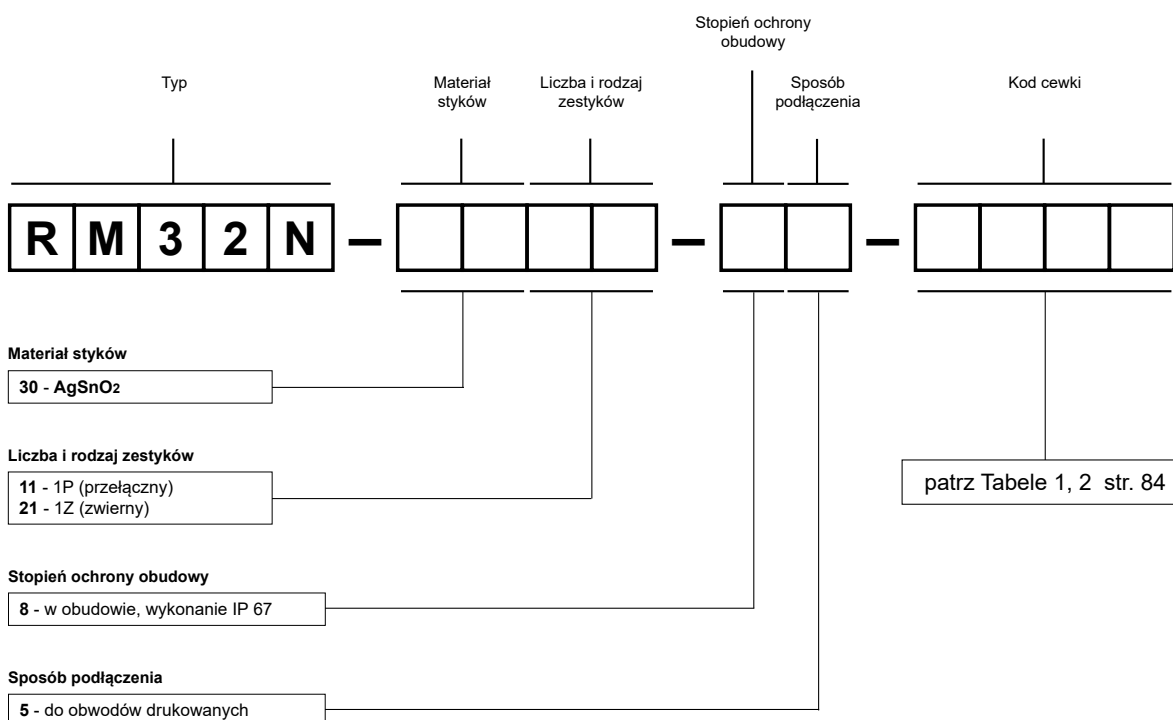 Stopień ochrony
obudowy
Typ
Materiał
styków
Liczba i rodzaj
zestyków
Sposób
podłączenia
Kod cewki
R M 3 2 N – – –
Materiał styków
30 - AgSnO2
Liczba i rodzaj zestyków
11 - 1P (przełączny)
21 - 1Z (zwierny)
patrz Tabele 1, 2 str. 84
Stopień ochrony obudowy
8 - w obudowie, wykonanie IP 67
Sposób podłączenia
5 - do obwodów drukowanych